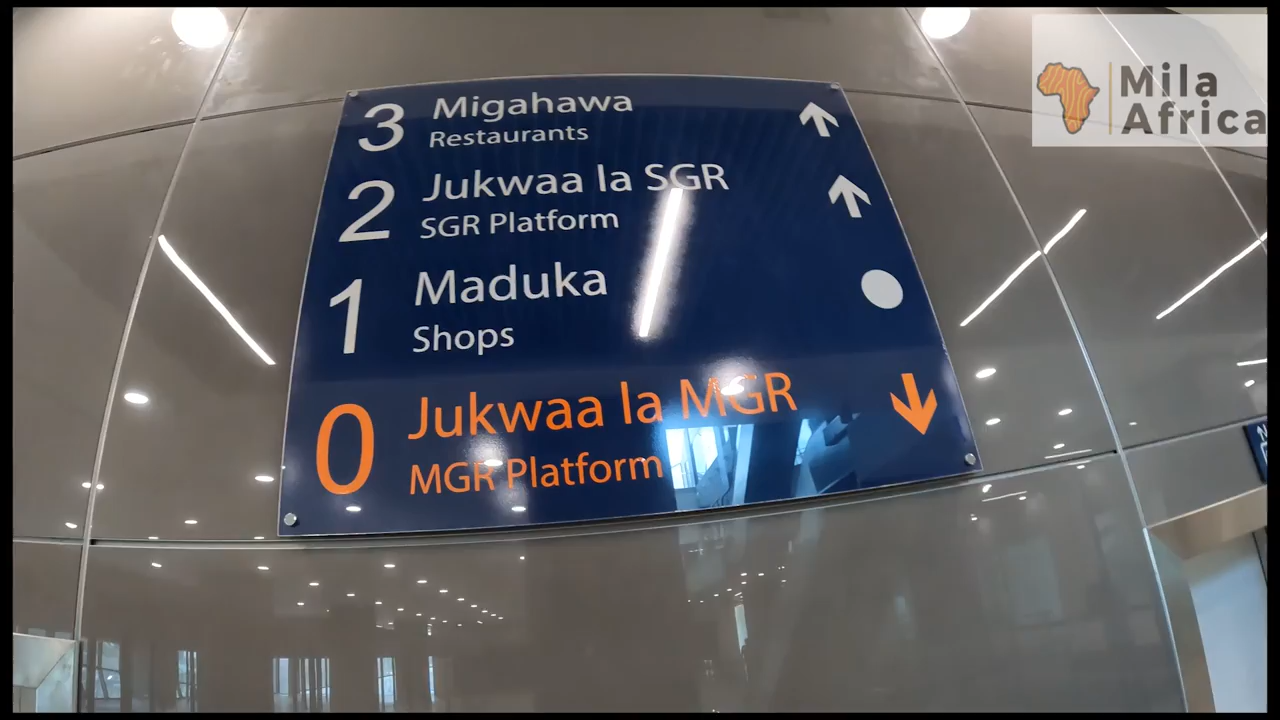 3 Migahawa
Restaurants
2 Jukwaa la SGR
SGR Platform
1 Maduka
Shops
0 Jukwaa la MGR
MGR Platform
Mila
Africa